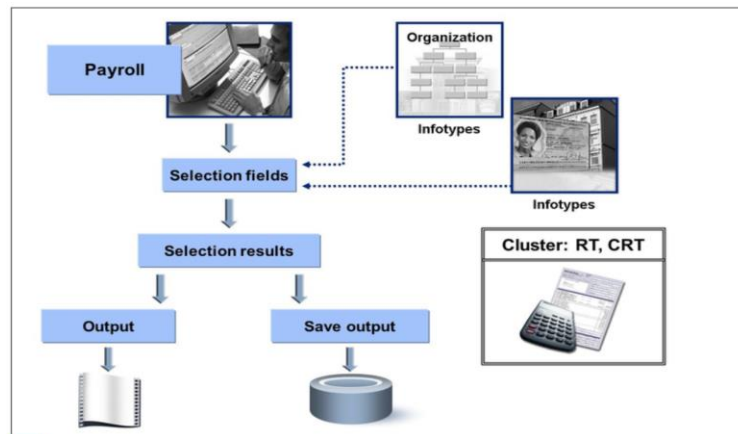 Payroll
Organization
Infotypes
Infotypes
Selection fields
Selection results
Cluster: RT, CRT
Output
Save output